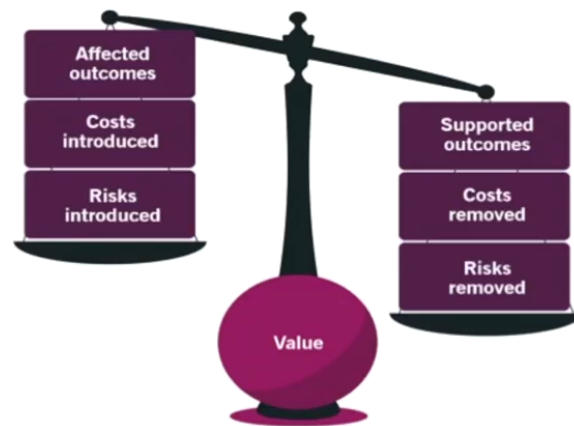 Affected
outcomes
Costs
introduced
Risks
introduced
Supported
outcomes
Costs
removed
Risks
removed
Value